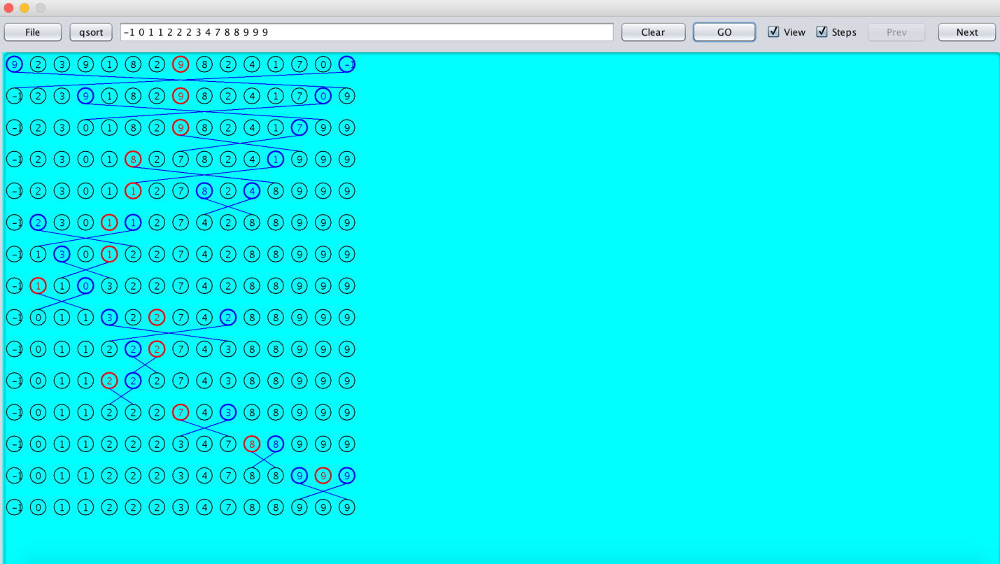 File qsort -1 0 1 1 2 2 2 3 4 7 8 8 9 9 9 Clear GO View Steps Prev Next
9 2 3 9 1 8 2 9 8 2 4 1 7 0 -1
-1 2 3 9 1 8 2 9 8 2 4 1 7 0 9
-1 2 3 0 1 8 2 9 8 2 4 1 7 9 9
-1 2 3 0 1 8 2 7 8 2 4 1 9 9 9
-1 2 3 0 1 1 2 7 8 2 4 8 9 9 9
-1 2 3 0 1 1 2 7 4 2 8 8 9 9 9
-1 1 3 0 1 2 2 7 4 2 8 8 9 9 9
-1 1 1 0 3 2 2 7 4 2 8 8 9 9 9
-1 0 1 1 3 2 2 7 4 2 8 8 9 9 9
-1 0 1 1 2 2 2 7 4 3 8 8 9 9 9
-1 0 1 1 2 2 2 7 4 3 8 8 9 9 9
-1 0 1 1 2 2 2 7 4 3 8 8 9 9 9
-1 0 1 1 2 2 2 3 4 7 8 8 9 9 9
-1 0 1 1 2 2 2 3 4 7 8 8 9 9 9
-1 0 1 1 2 2 2 3 4 7 8 8 9 9 9